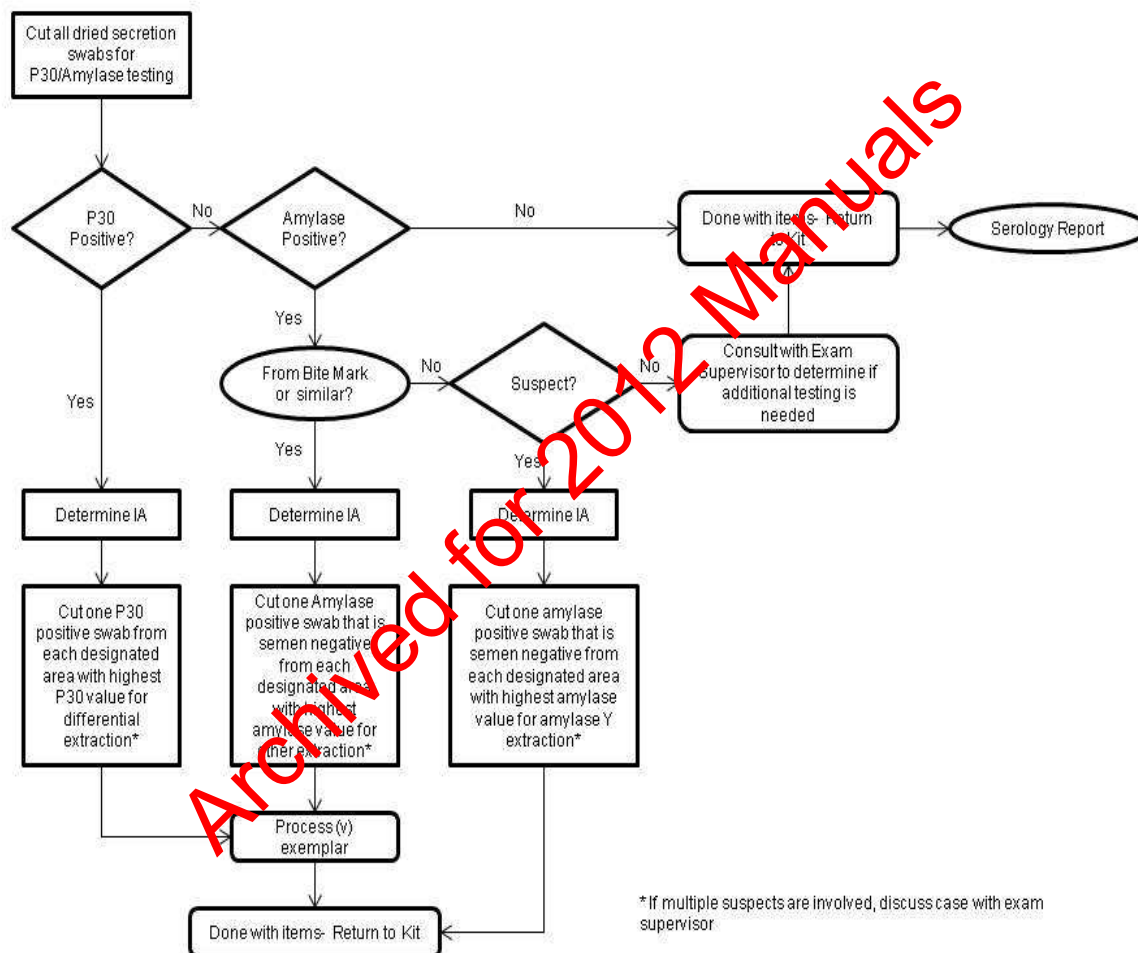 Cut all dried secretion
swabs for
P30/Amylase testing
P30
Positive?
No
Amylase
Positive?
No
Done with items- Return
to Kit
Serology Report
Yes
Yes
From Bite Mark
or similar?
No
Suspect?
No
Consult with Exam
Supervisor to determine if
additional testing is
needed
Yes
Yes
Determine IA
Determine IA
Determine IA
Cut one P30
positive swab from
each designated
area with highest
P30 value for
differential
extraction*
Cut one Amylase
positive swab that is
semen negative
from each
designated area
with highest
amylase value for
other extraction*
Cut one amylase
positive swab that is
semen negative from
each designated area
with highest amylase
value for amylase Y
extraction*
Process (v)
exemplar
Done with items- Return to Kit
* If multiple suspects are involved, discuss case with exam
supervisor
Archived for 2012 Manuals